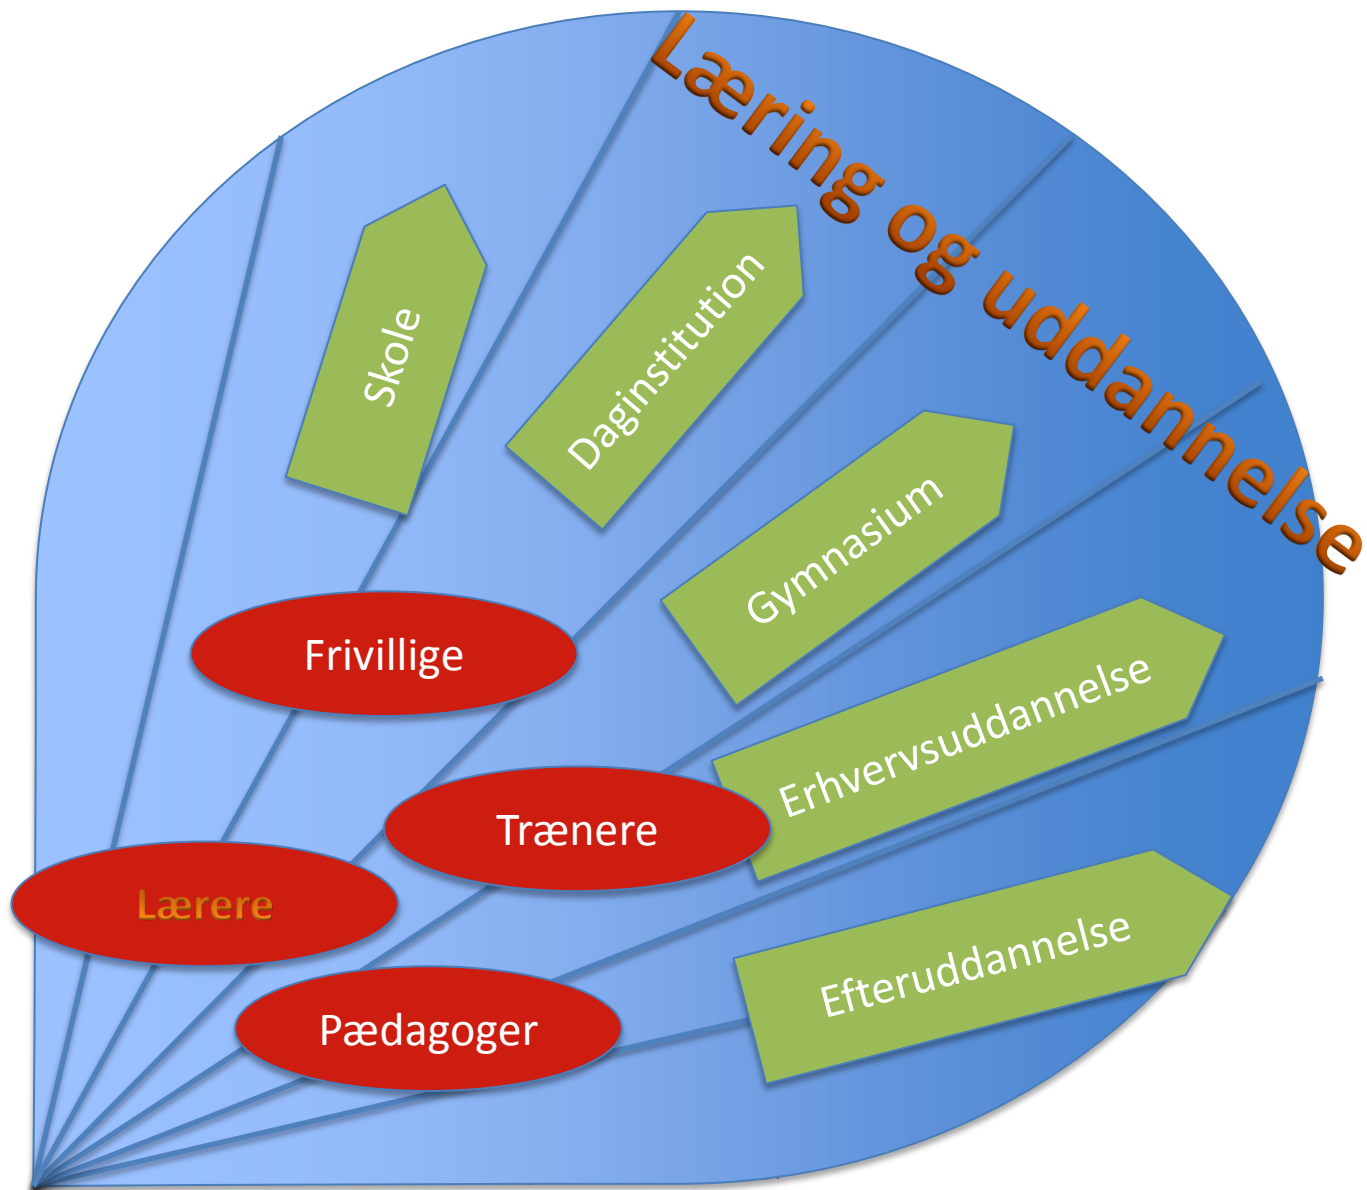 Læring og uddannelse
Skole
Daginstitution
Gymnasium
Erhvervsuddannelse
Efteruddannelse
Frivillige
Trænere
Lærere
Pædagoger